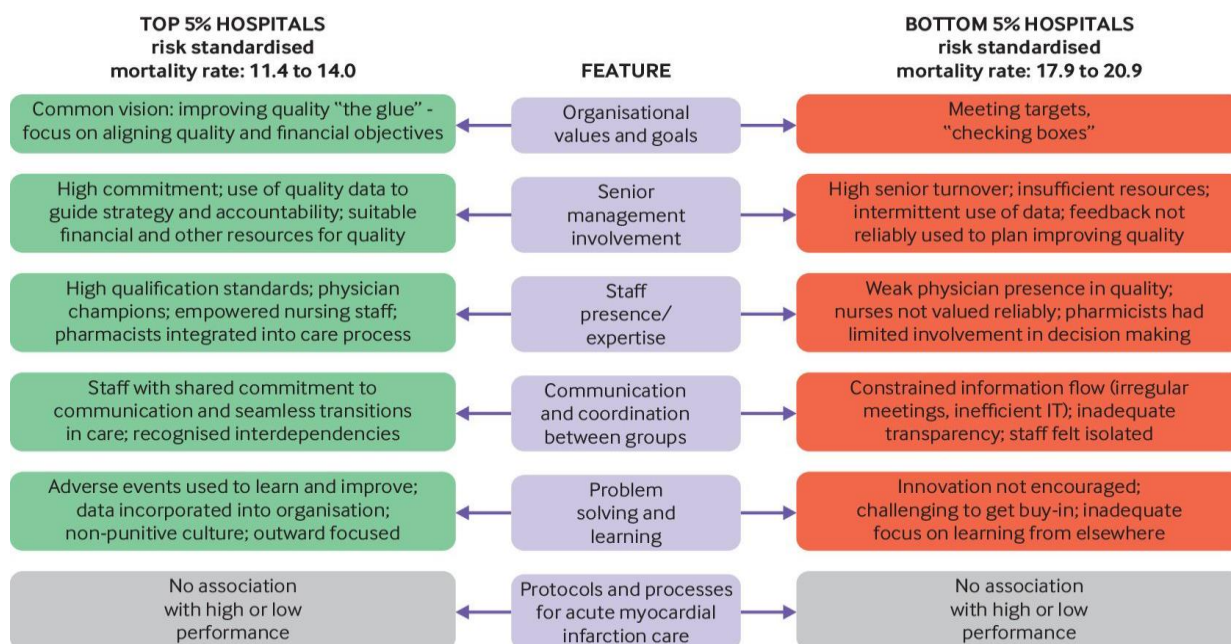 TOP 5% HOSPITALS
risk standardised
mortality rate: 11.4 to 14.0
FEATURE
BOTTOM 5% HOSPITALS
risk standardised
mortality rate: 17.9 to 20.9
Common vision: improving quality “the glue” -
focus on aligning quality and financial objectives
Organisational
values and goals
Meeting targets,
“checking boxes”
High commitment; use of quality data to
guide strategy and accountability; suitable
financial and other resources for quality
Senior
management
involvement
High senior turnover; insufficient resources;
intermittent use of data; feedback not
reliably used to plan improving quality
High qualification standards; physician
champions; empowered nursing staff;
pharmacists integrated into care process
Staff
presence/
expertise
Weak physician presence in quality;
nurses not valued reliably; pharmicists had
limited involvement in decision making
Staff with shared commitment to
communication and seamless transitions
in care; recognised interdependencies
Communication
and coordination
between groups
Constrained information flow (irregular
meetings, inefficient IT); inadequate
transparency; staff felt isolated
Adverse events used to learn and improve;
data incorporated into organisation;
non-punitive culture; outward focused
Problem
solving and
learning
Innovation not encouraged;
challenging to get buy-in; inadequate
focus on learning from elsewhere
No association
with high or low
performance
Protocols and processes
for acute myocardial
infarction care
No association
with high or low
performance